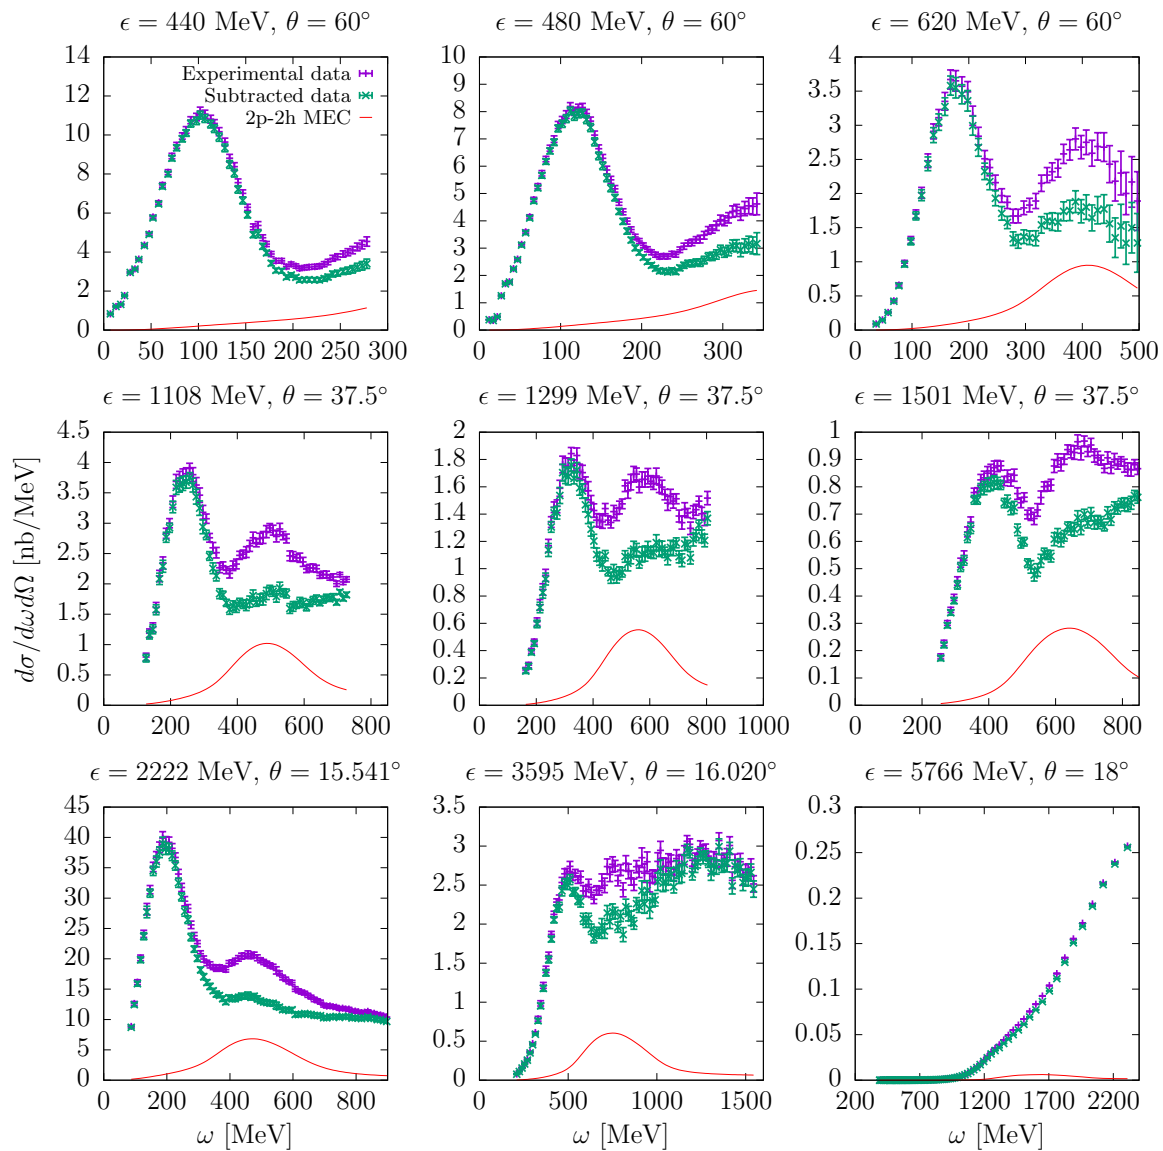 ϵ = 440 MeV, θ = 60°
ϵ = 480 MeV, θ = 60°
ϵ = 620 MeV, θ = 60°
Experimental data
Subtracted data
2p-2h MEC
0 2 4 6 8 10 12 14
0 50 100 150 200 250 300
0 1 2 3 4 5 6 7 8 9 10
0 100 200 300
0 0.5 1 1.5 2 2.5 3 3.5 4
0 100 200 300 400 500
ϵ = 1108 MeV, θ = 37.5°
ϵ = 1299 MeV, θ = 37.5°
ϵ = 1501 MeV, θ = 37.5°
dσ/dωdΩ [nb/MeV]
0 0.5 1 1.5 2 2.5 3 3.5 4 4.5
0 200 400 600 800
0 0.2 0.4 0.6 0.8 1 1.2 1.4 1.6 1.8 2
0 200 400 600 800 1000
0 0.1 0.2 0.3 0.4 0.5 0.6 0.7 0.8 0.9 1
0 200 400 600 800
ϵ = 2222 MeV, θ = 15.541°
ϵ = 3595 MeV, θ = 16.020°
ϵ = 5766 MeV, θ = 18°
0 5 10 15 20 25 30 35 40 45
0 200 400 600 800
0 0.5 1 1.5 2 2.5 3 3.5
0 500 1000 1500
0 0.05 0.1 0.15 0.2 0.25 0.3
200 700 1200 1700 2200
ω [MeV]
ω [MeV]
ω [MeV]